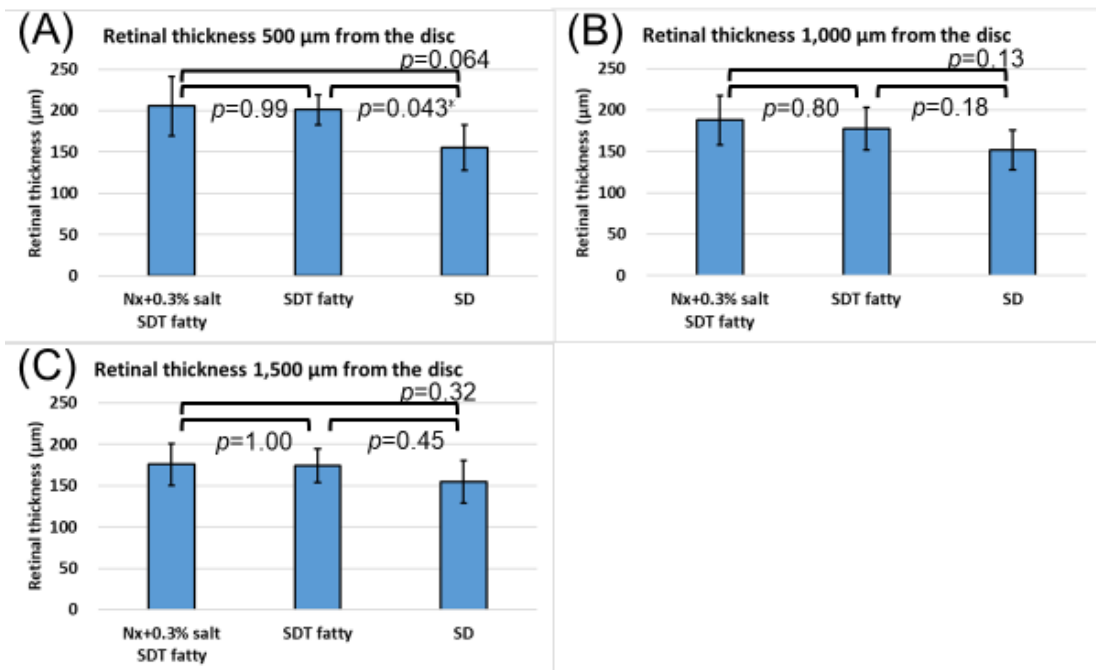 (A) Retinal thickness 500 µm from the disc
p=0.064
p=0.99 p=0.043*
Retinal thickness (µm)
250
200
150
100
50
0
Nx+0.3% salt SDT fatty
SDT fatty
SD
(B) Retinal thickness 1,000 µm from the disc
p=0.13
p=0.80 p=0.18
Retinal thickness (µm)
250
200
150
100
50
0
Nx+0.3% salt
SDT fatty
SDT fatty
SD
(C) Retinal thickness 1,500 µm from the disc
p=0.32
p=1.00 p=0.45
Retinal thickness (µm)
250
200
150
100
50
0
Nx+0.3% salt
SDT fatty
SDT fatty
SD